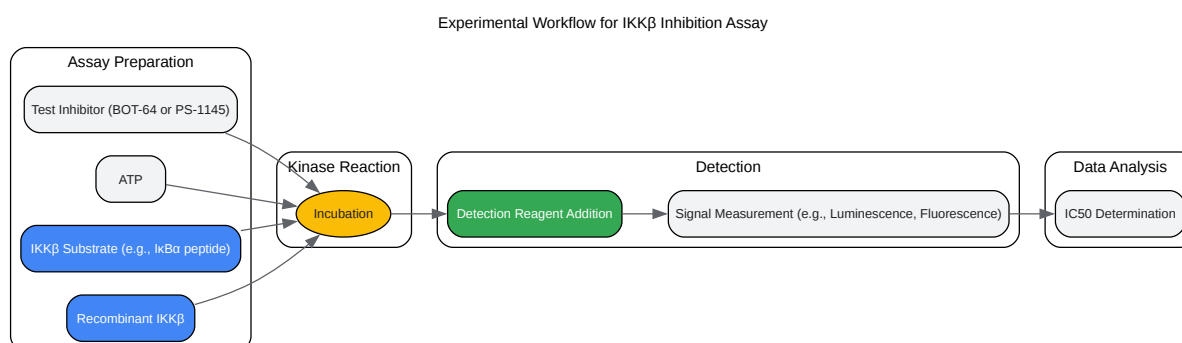 Experimental Workflow for IKKβ Inhibition Assay
Assay Preparation
Test Inhibitor (BOT-64 or PS-1145)
ATP
IKKβ Substrate (e.g., IκBα peptide)
Recombinant IKKβ
Kinase Reaction
Incubation
Detection
Detection Reagent Addition
Signal Measurement (e.g., Luminescence, Fluorescence)
Data Analysis
IC50 Determination